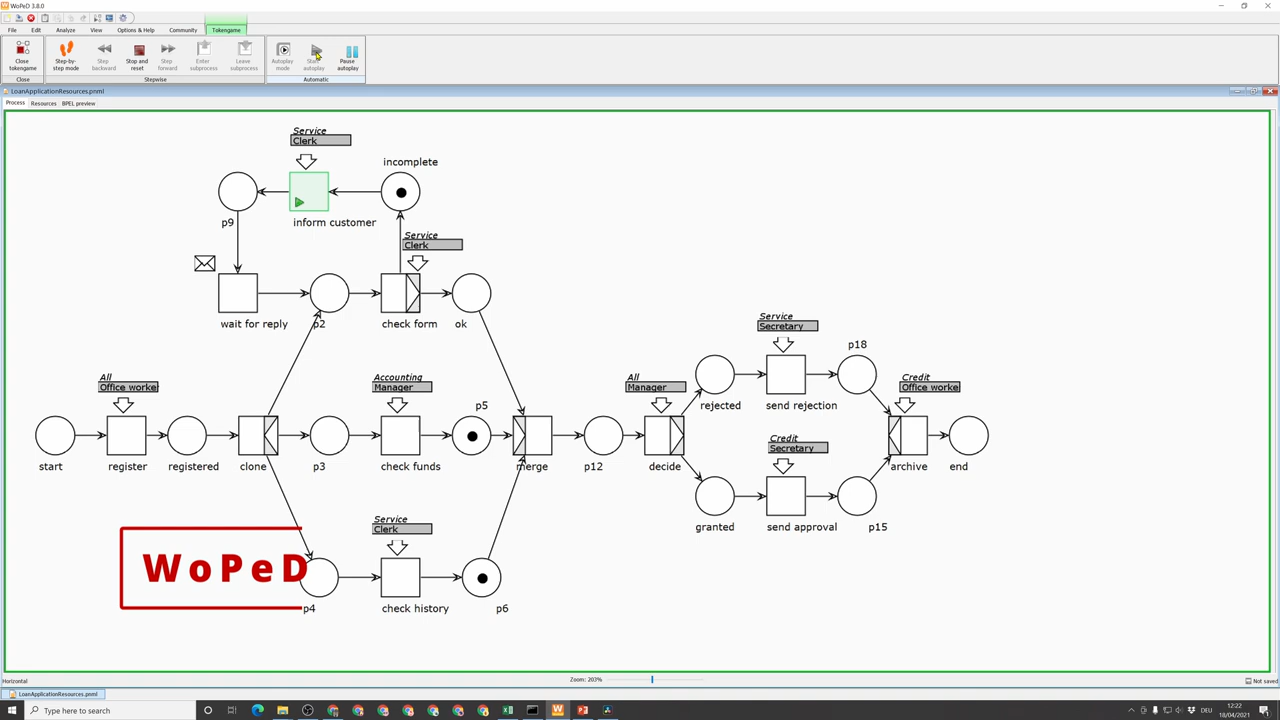 WoPeD 3.8.0
File Edit Analyze View Options & Help Community Tokengame
Close tokengame
Step-by-step mode
Step backward
Stop and reset
Step forward
Enter subprocess
Leave subprocess
Autoplay mode
Start autoplay
Pause autoplay
Close Stepwise Automatic
LoanApplicationResources.pnml
Process Resources BPEL preview
Service
Clerk
incomplete
p9
inform customer
Service
Clerk
wait for reply
p2
check form
ok
Service
Secretary
p18
All
Office worke
Accounting
Manager
All
Manager
Credit
Office worke
p5
rejected
send rejection
start
register
registered
clone
p3
check funds
merge
p12
decide
Credit
Secretary
archive
end
Service
Clerk
granted
send approval
p15
WoPeD
p4
check history
p6
Horizontal
Zoom: 203%
Not saved
LoanApplicationResources.pnml
Type here to search
DEU
12:22
18/04/2021